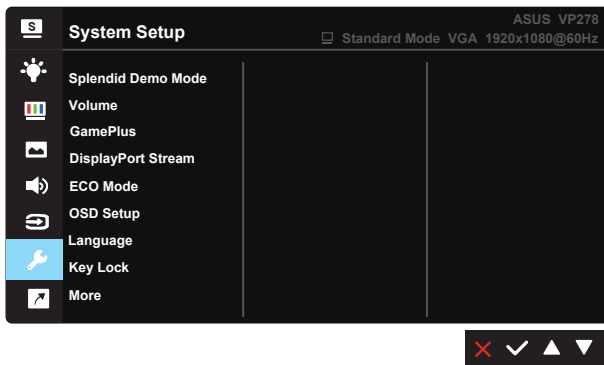 S
System Setup
ASUS VP278
Standard Mode VGA 1920x1080@60Hz
Splendid Demo Mode
Volume
GamePlus
DisplayPort Stream
ECO Mode
OSD Setup
Language
Key Lock
More